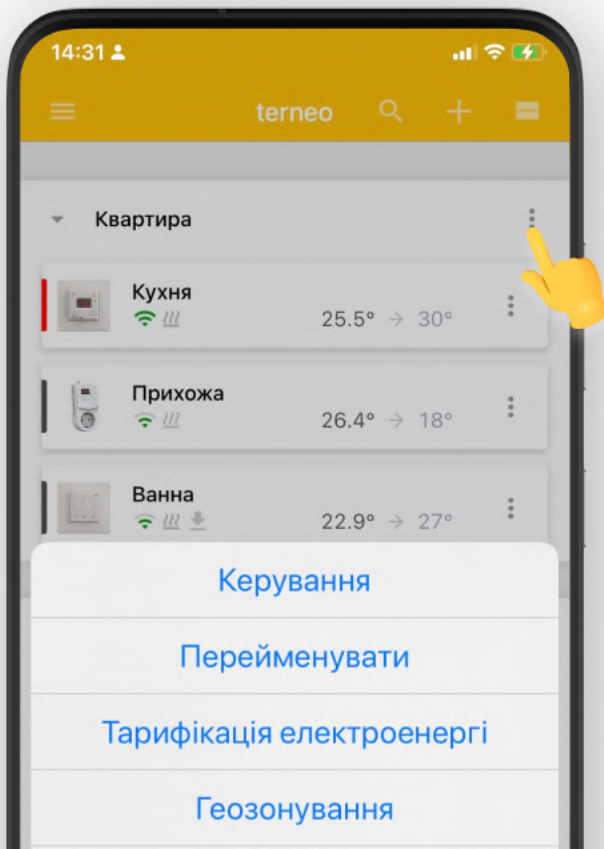 14:31
terneo
Квартира
Кухня
25.5° → 30°
Прихожа
26.4° → 18°
Ванна
22.9° → 27°
Керування
Перейменувати
Тарифікація електроенергі
Геозонування